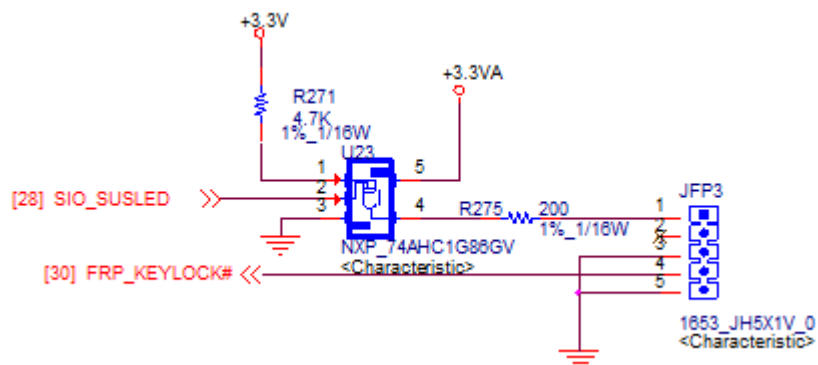 +3.3V
+3.3VA
R271
4.7K
1%_1/16W
U23
1
5
2
[28] SIO_SUSLED
3
4
R275
200
1%_1/16W
NXP_74AHC1G86GV
<Characteristic>
JFP3
1
2
3
4
5
[30] FRP_KEYLOCK#
1653_JH5X1V_0
<Characteristic>